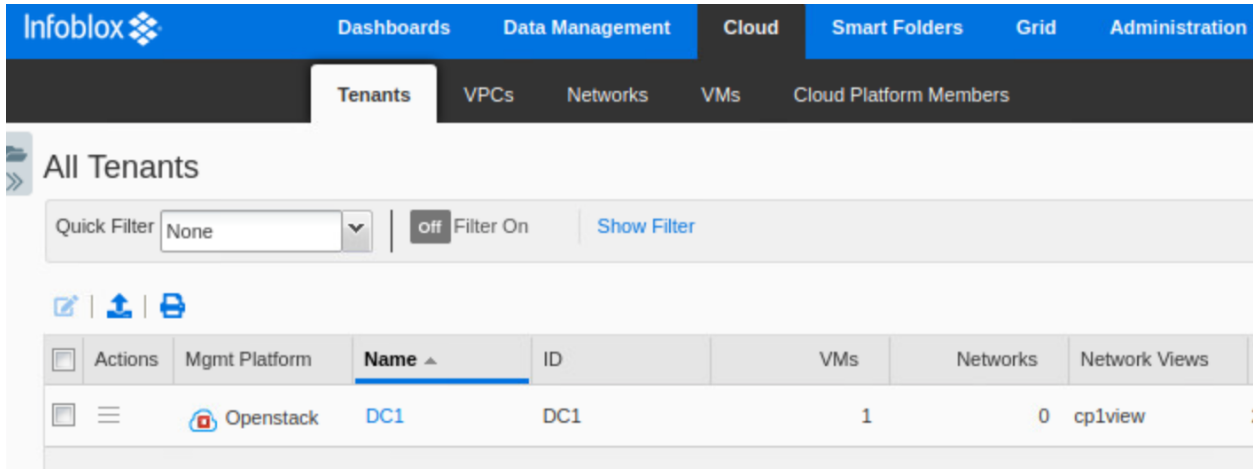 Infoblox Dashboards Data Management Cloud Smart Folders Grid Administration
Tenants VPCs Networks VMs Cloud Platform Members
All Tenants
Quick Filter None Off Filter On Show Filter
Actions Mgmt Platform Name ID VMs Networks Network Views
Openstack DC1 DC1 1 0 cp1view